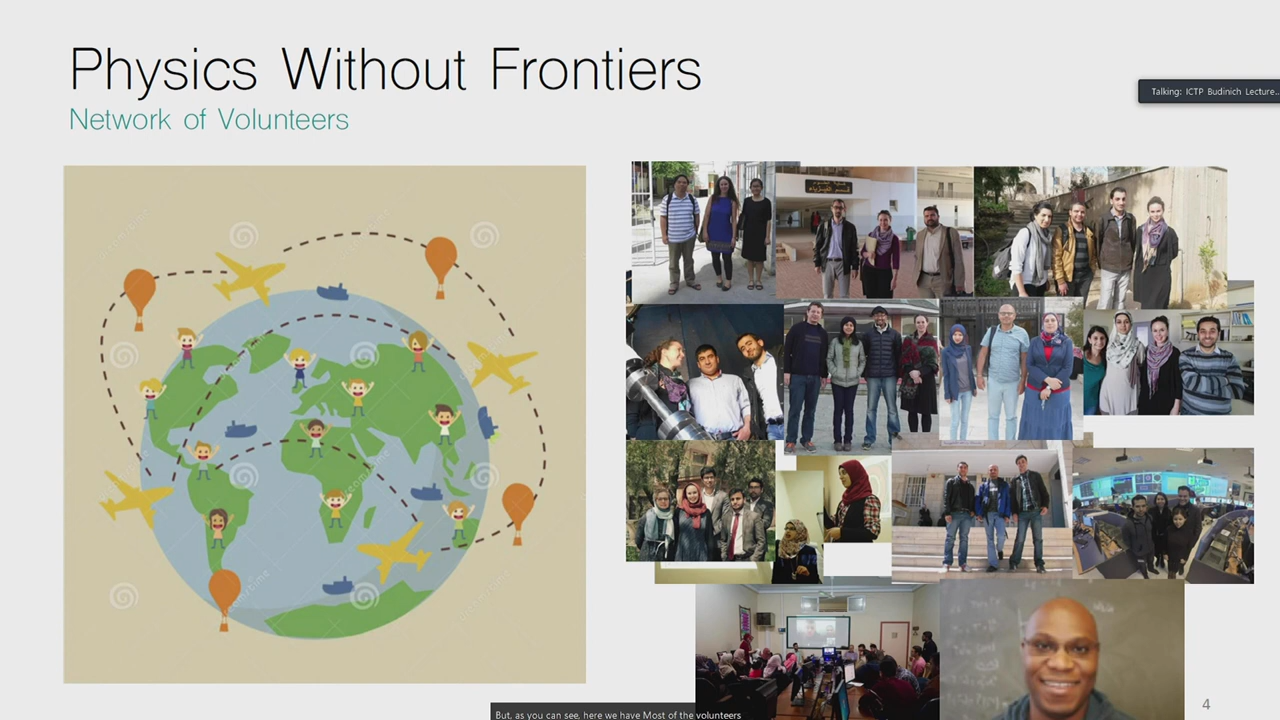 Physics Without Frontiers
Network of Volunteers
Talking: ICTP Budinich Lecture...
But, as you can see, here we have Most of the volunteers
4